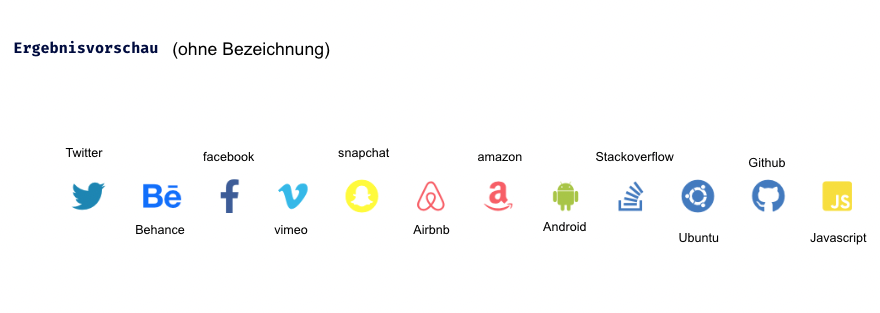 Ergebnisvorschau (ohne Bezeichnung)
Twitter
facebook
snapchat
amazon
Stackoverflow
Github
Bē
f
v
a
JS
Behance
vimeo
Airbnb
Android
Ubuntu
Javascript